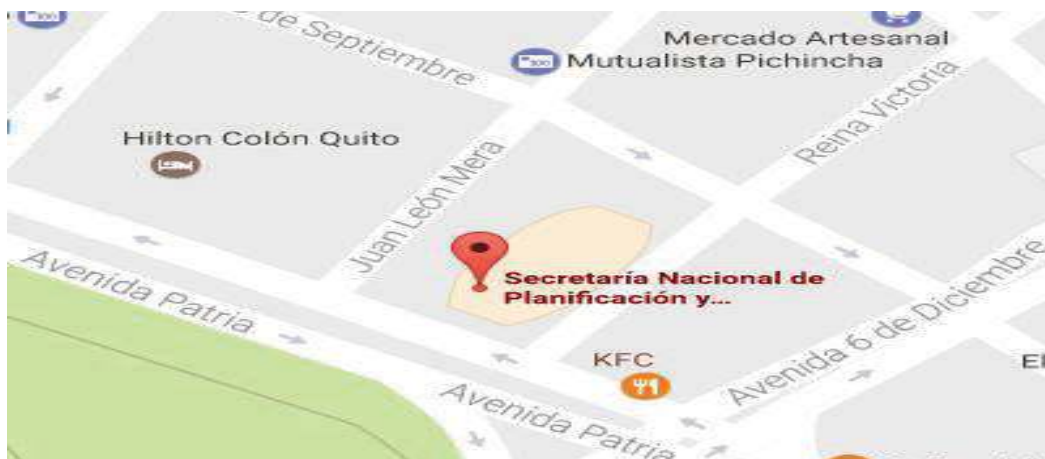 de Septiembre
Mercado Artesanal
Mutualista Pichincha
Reina Victoria
Hilton Colón Quito
Juan León Mera
Secretaría Nacional de
Planificación y...
Avenida Patria
Avenida 6 de Diciembre
KFC
Avenida Patria